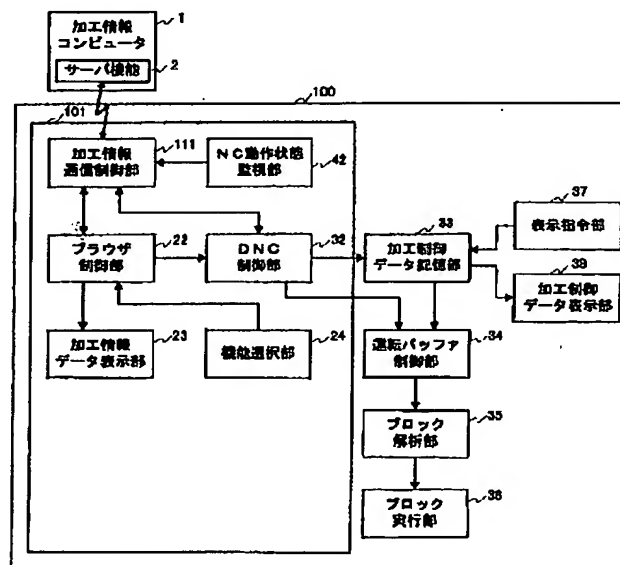 1
加工情報
コンピュータ
サーバ機能
2
100
101
加工情報
通信制御部
111
NC動作状態
監視部
42
ブラウザ
制御部
22
DNC
制御部
32
加工制御
データ記憶部
33
表示指令部
37
加工制御
データ表示部
38
加工情報
データ表示部
23
機能選択部
24
運転バッファ
制御部
34
ブロック
解析部
35
ブロック
実行部
36